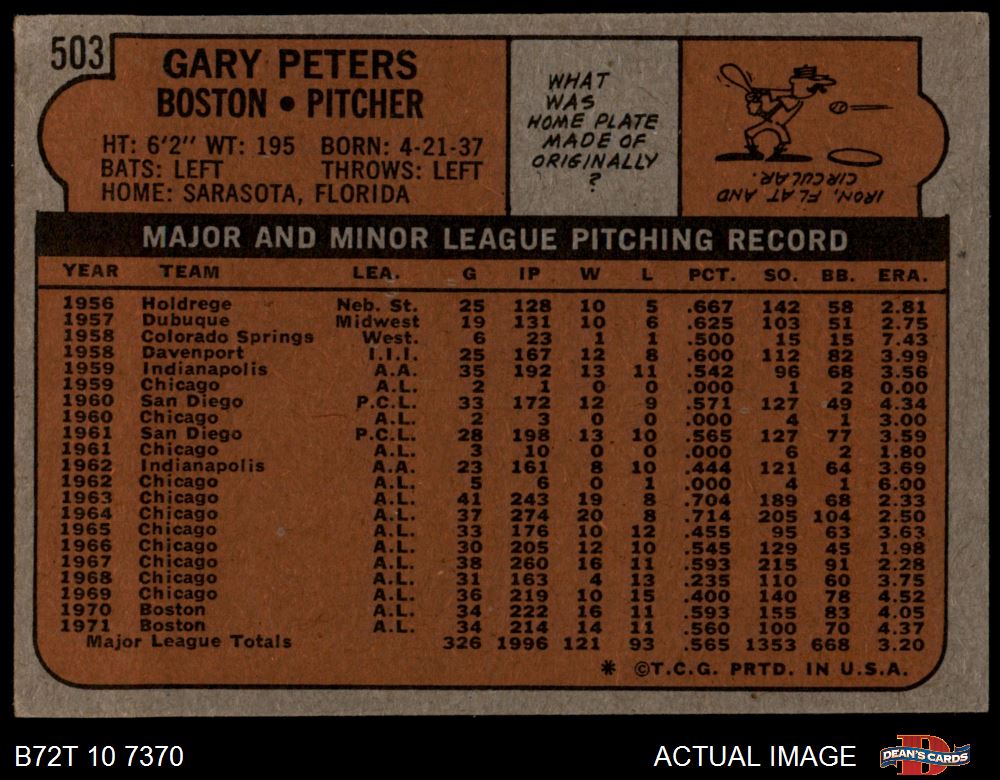 503
GARY PETERS
BOSTON • PITCHER
HT: 6'2" WT: 195 BORN: 4-21-37
BATS: LEFT THROWS: LEFT
HOME: SARASOTA, FLORIDA
WHAT
WAS
HOME PLATE
MADE OF
ORIGINALLY
?
IRON, FLAT AND
CIRCULAR.
MAJOR AND MINOR LEAGUE PITCHING RECORD
YEAR TEAM LEA. G IP W L PCT. SO. BB. ERA.
1956 Holdrege Neb. St. 25 128 10 5 .667 142 58 2.81
1957 Dubuque Midwest 19 131 10 6 .625 103 51 2.75
1958 Colorado Springs West. 6 23 1 1 .500 15 15 7.43
1958 Davenport I.I.I. 25 167 12 8 .600 112 82 3.99
1959 Indianapolis A.A. 35 192 13 11 .542 96 68 3.56
1959 Chicago A.L. 2 1 0 0 .000 1 2 0.00
1960 San Diego P.C.L. 33 172 12 9 .571 127 49 4.34
1960 Chicago A.L. 2 3 0 0 .000 4 1 3.00
1961 San Diego P.C.L. 28 198 13 10 .565 127 77 3.59
1961 Chicago A.L. 3 10 0 0 .000 6 2 1.80
1962 Indianapolis A.A. 23 161 8 10 .444 121 64 3.69
1962 Chicago A.L. 5 6 0 1 .000 4 1 6.00
1963 Chicago A.L. 41 243 19 8 .704 189 68 2.33
1964 Chicago A.L. 37 274 20 8 .714 205 104 2.50
1965 Chicago A.L. 33 176 10 12 .455 95 63 3.63
1966 Chicago A.L. 30 205 12 10 .545 129 45 1.98
1967 Chicago A.L. 38 260 16 11 .593 215 91 2.28
1968 Chicago A.L. 31 163 4 13 .235 110 60 3.75
1969 Chicago A.L. 36 219 10 15 .400 140 78 4.52
1970 Boston A.L. 34 222 16 11 .593 155 83 4.05
1971 Boston A.L. 34 214 14 11 .560 100 70 4.37
Major League Totals 326 1996 121 93 .565 1353 668 3.20
* ©T.C.G. PRTD. IN U.S.A.
B72T 10 7370
ACTUAL IMAGE
DEAN'S CARDS